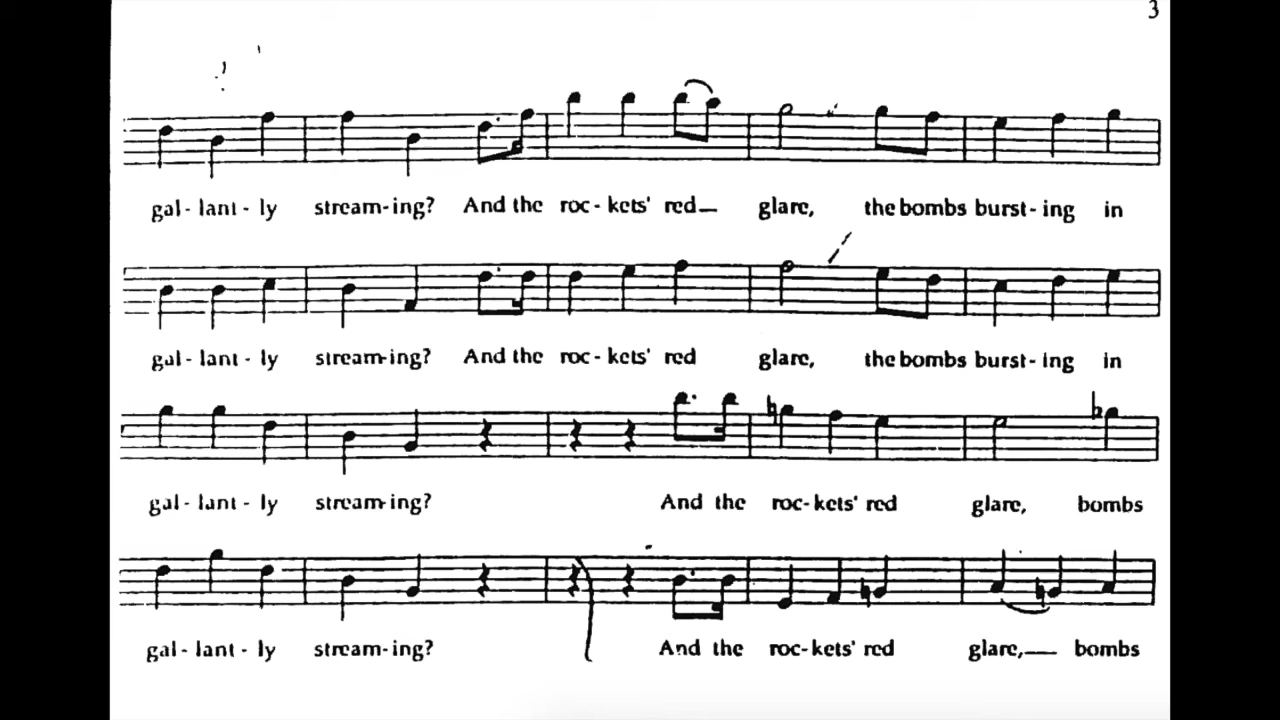 3
gal - lant - ly stream-ing? And the roc - kets' red_ glare, the bombs burst - ing in
gal - lant - ly stream-ing? And the roc - kets' red glare, the bombs burst - ing in
gal - lant - ly stream-ing? And the roc-kets' red glare, bombs
gal - lant - ly stream-ing? And the roc-kets' red glare,__ bombs